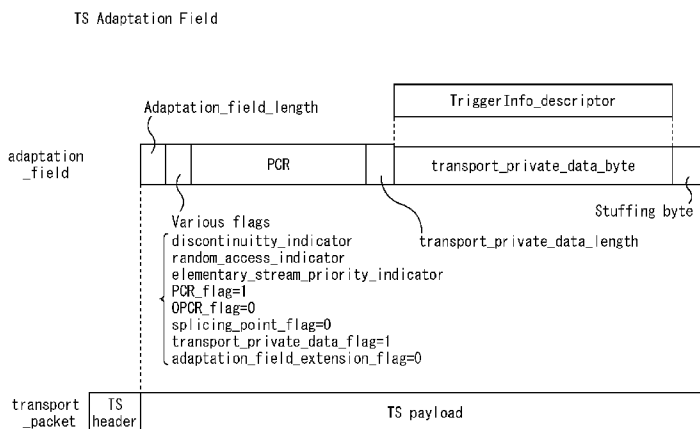 TS Adaptation Field
TriggerInfo_descriptor
Adaptation_field_length
adaptation
_field
PCR
transport_private_data_byte
Stuffing byte
Various flags
transport_private_data_length
discontinuitty_indicator
random_access_indicator
elementary_stream_priority_indicator
PCR_flag=1
OPCR_flag=0
splicing_point_flag=0
transport_private_data_flag=1
adaptation_field_extension_flag=0
transport
_packet
TS
header
TS payload